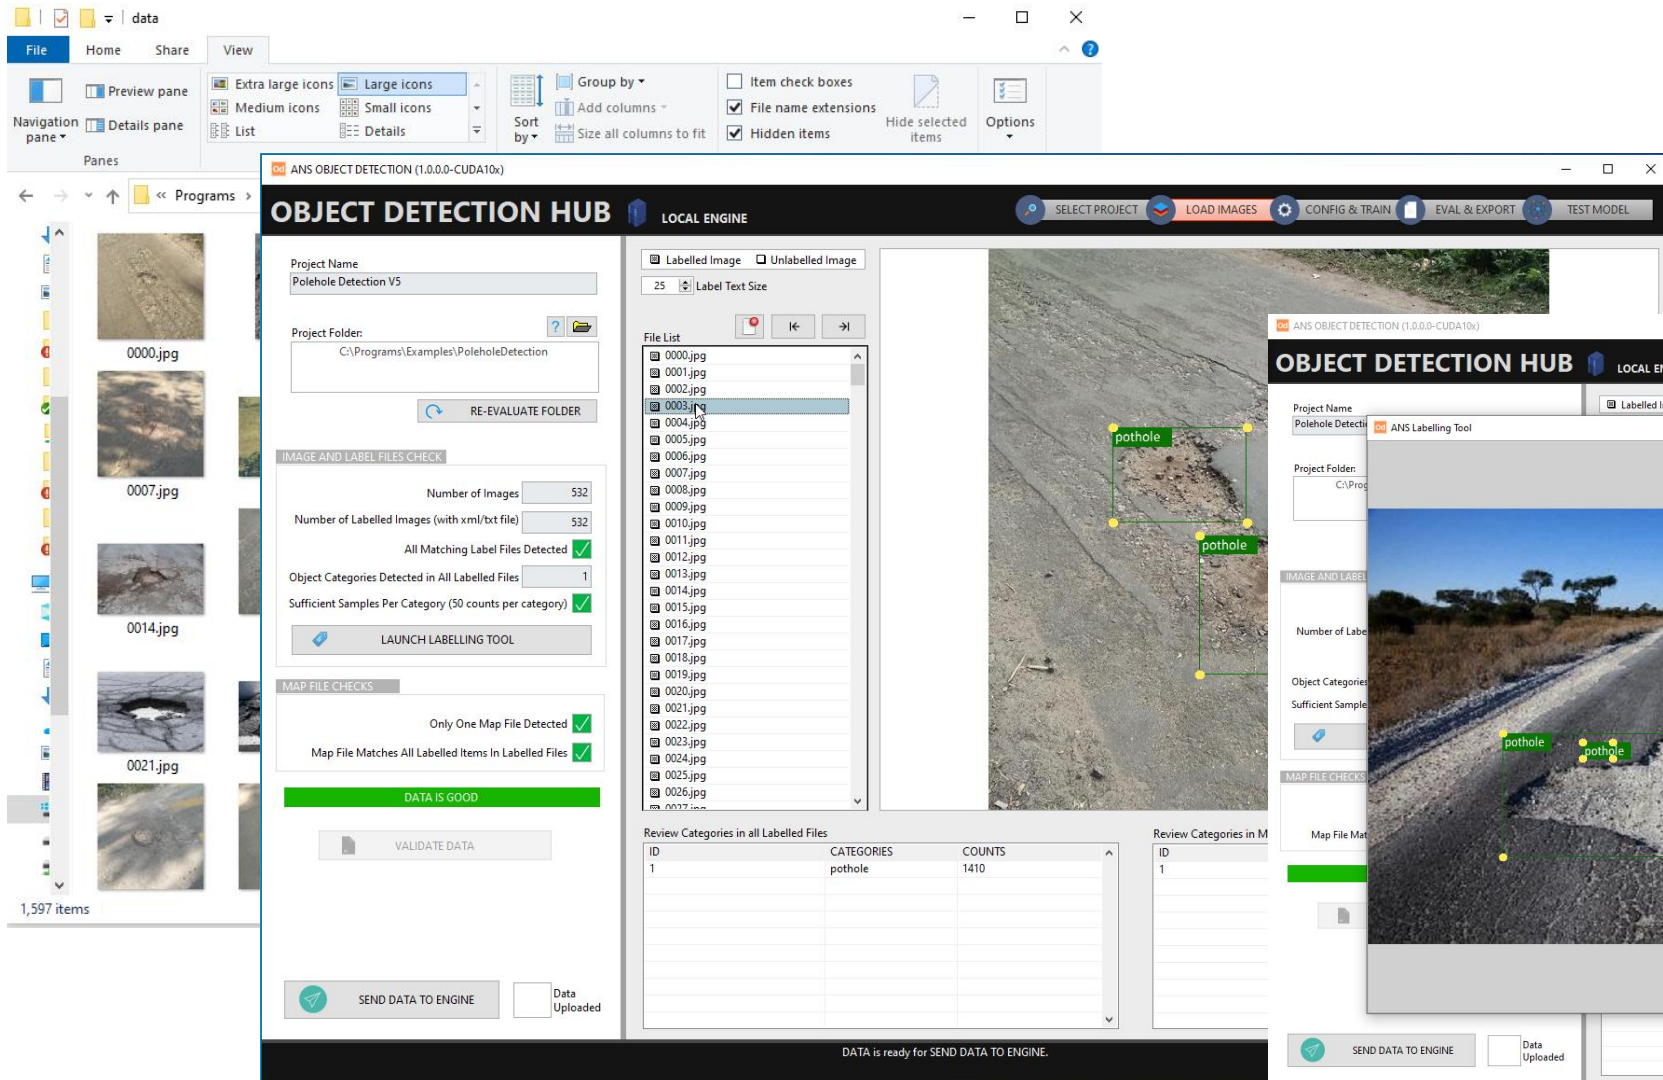 data
File
Home
Share
View
Preview pane
Navigation pane
Details pane
Panes
Extra large icons
Large icons
Medium icons
Small icons
List
Details
Sort by
Group by
Add columns
Size all columns to fit
Item check boxes
File name extensions
Hidden items
Hide selected items
Options
« Programs >
0000.jpg
0007.jpg
0014.jpg
0021.jpg
1,597 items
Od ANS OBJECT DETECTION (1.0.0.0-CUDA10x)
OBJECT DETECTION HUB
LOCAL ENGINE
SELECT PROJECT
LOAD IMAGES
CONFIG & TRAIN
EVAL & EXPORT
TEST MODEL
Project Name
Polehole Detection V5
Project Folder:
?
C:\Programs\Examples\PoleholeDetection
RE-EVALUATE FOLDER
IMAGE AND LABEL FILES CHECK
Number of Images 532
Number of Labelled Images (with xml/txt file) 532
All Matching Label Files Detected
Object Categories Detected in All Labelled Files 1
Sufficient Samples Per Category (50 counts per category)
LAUNCH LABELLING TOOL
MAP FILE CHECKS
Only One Map File Detected
Map File Matches All Labelled Items In Labelled Files
DATA IS GOOD
VALIDATE DATA
SEND DATA TO ENGINE
Data Uploaded
Labelled Image
Unlabelled Image
25 Label Text Size
File List
0000.jpg
0001.jpg
0002.jpg
0003.jpg
0004.jpg
0005.jpg
0006.jpg
0007.jpg
0008.jpg
0009.jpg
0010.jpg
0011.jpg
0012.jpg
0013.jpg
0014.jpg
0015.jpg
0016.jpg
0017.jpg
0018.jpg
0019.jpg
0020.jpg
0021.jpg
0022.jpg
0023.jpg
0024.jpg
0025.jpg
0026.jpg
0027.jpg
pothole
pothole
Review Categories in all Labelled Files
ID CATEGORIES COUNTS
1 pothole 1410
Review Categories in M
ID
1
DATA is ready for SEND DATA TO ENGINE.
Od ANS OBJECT DETECTION (1.0.0.0-CUDA10x)
OBJECT DETECTION HUB
LOCAL EN
Project Name
Polehole Detecti
Project Folder:
C:\Prog
Labelled I
Od ANS Labelling Tool
IMAGE AND LABEL
Number of Labe
Object Categories
Sufficient Sample
MAP FILE CHECKS
Map File Mat
pothole
pothole
SEND DATA TO ENGINE
Data Uploaded